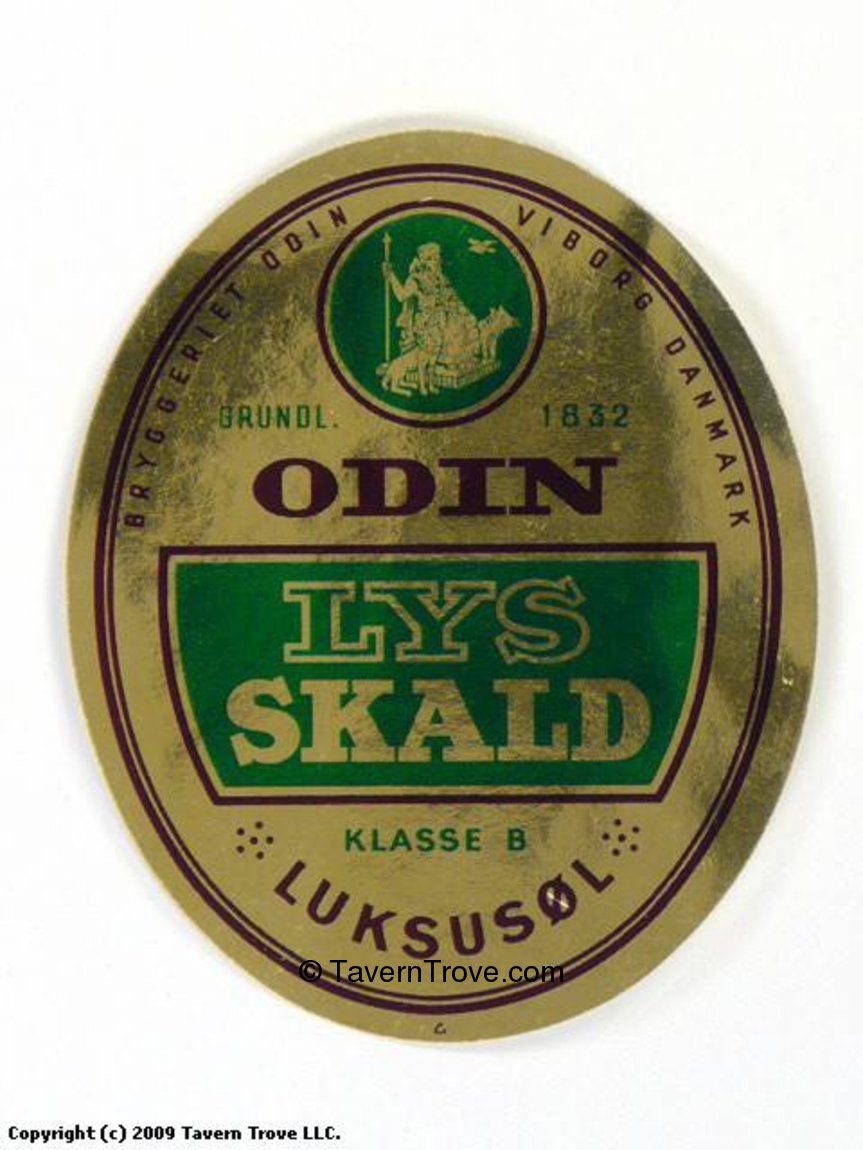 BRYGGERIET ODIN VIBORG DANMARK
GRUNDL. 1832
ODIN
LYS
SKALD
KLASSE B
LUKSUSØL
© TavernTrove.com
C
Copyright (c) 2009 Tavern Trove LLC.